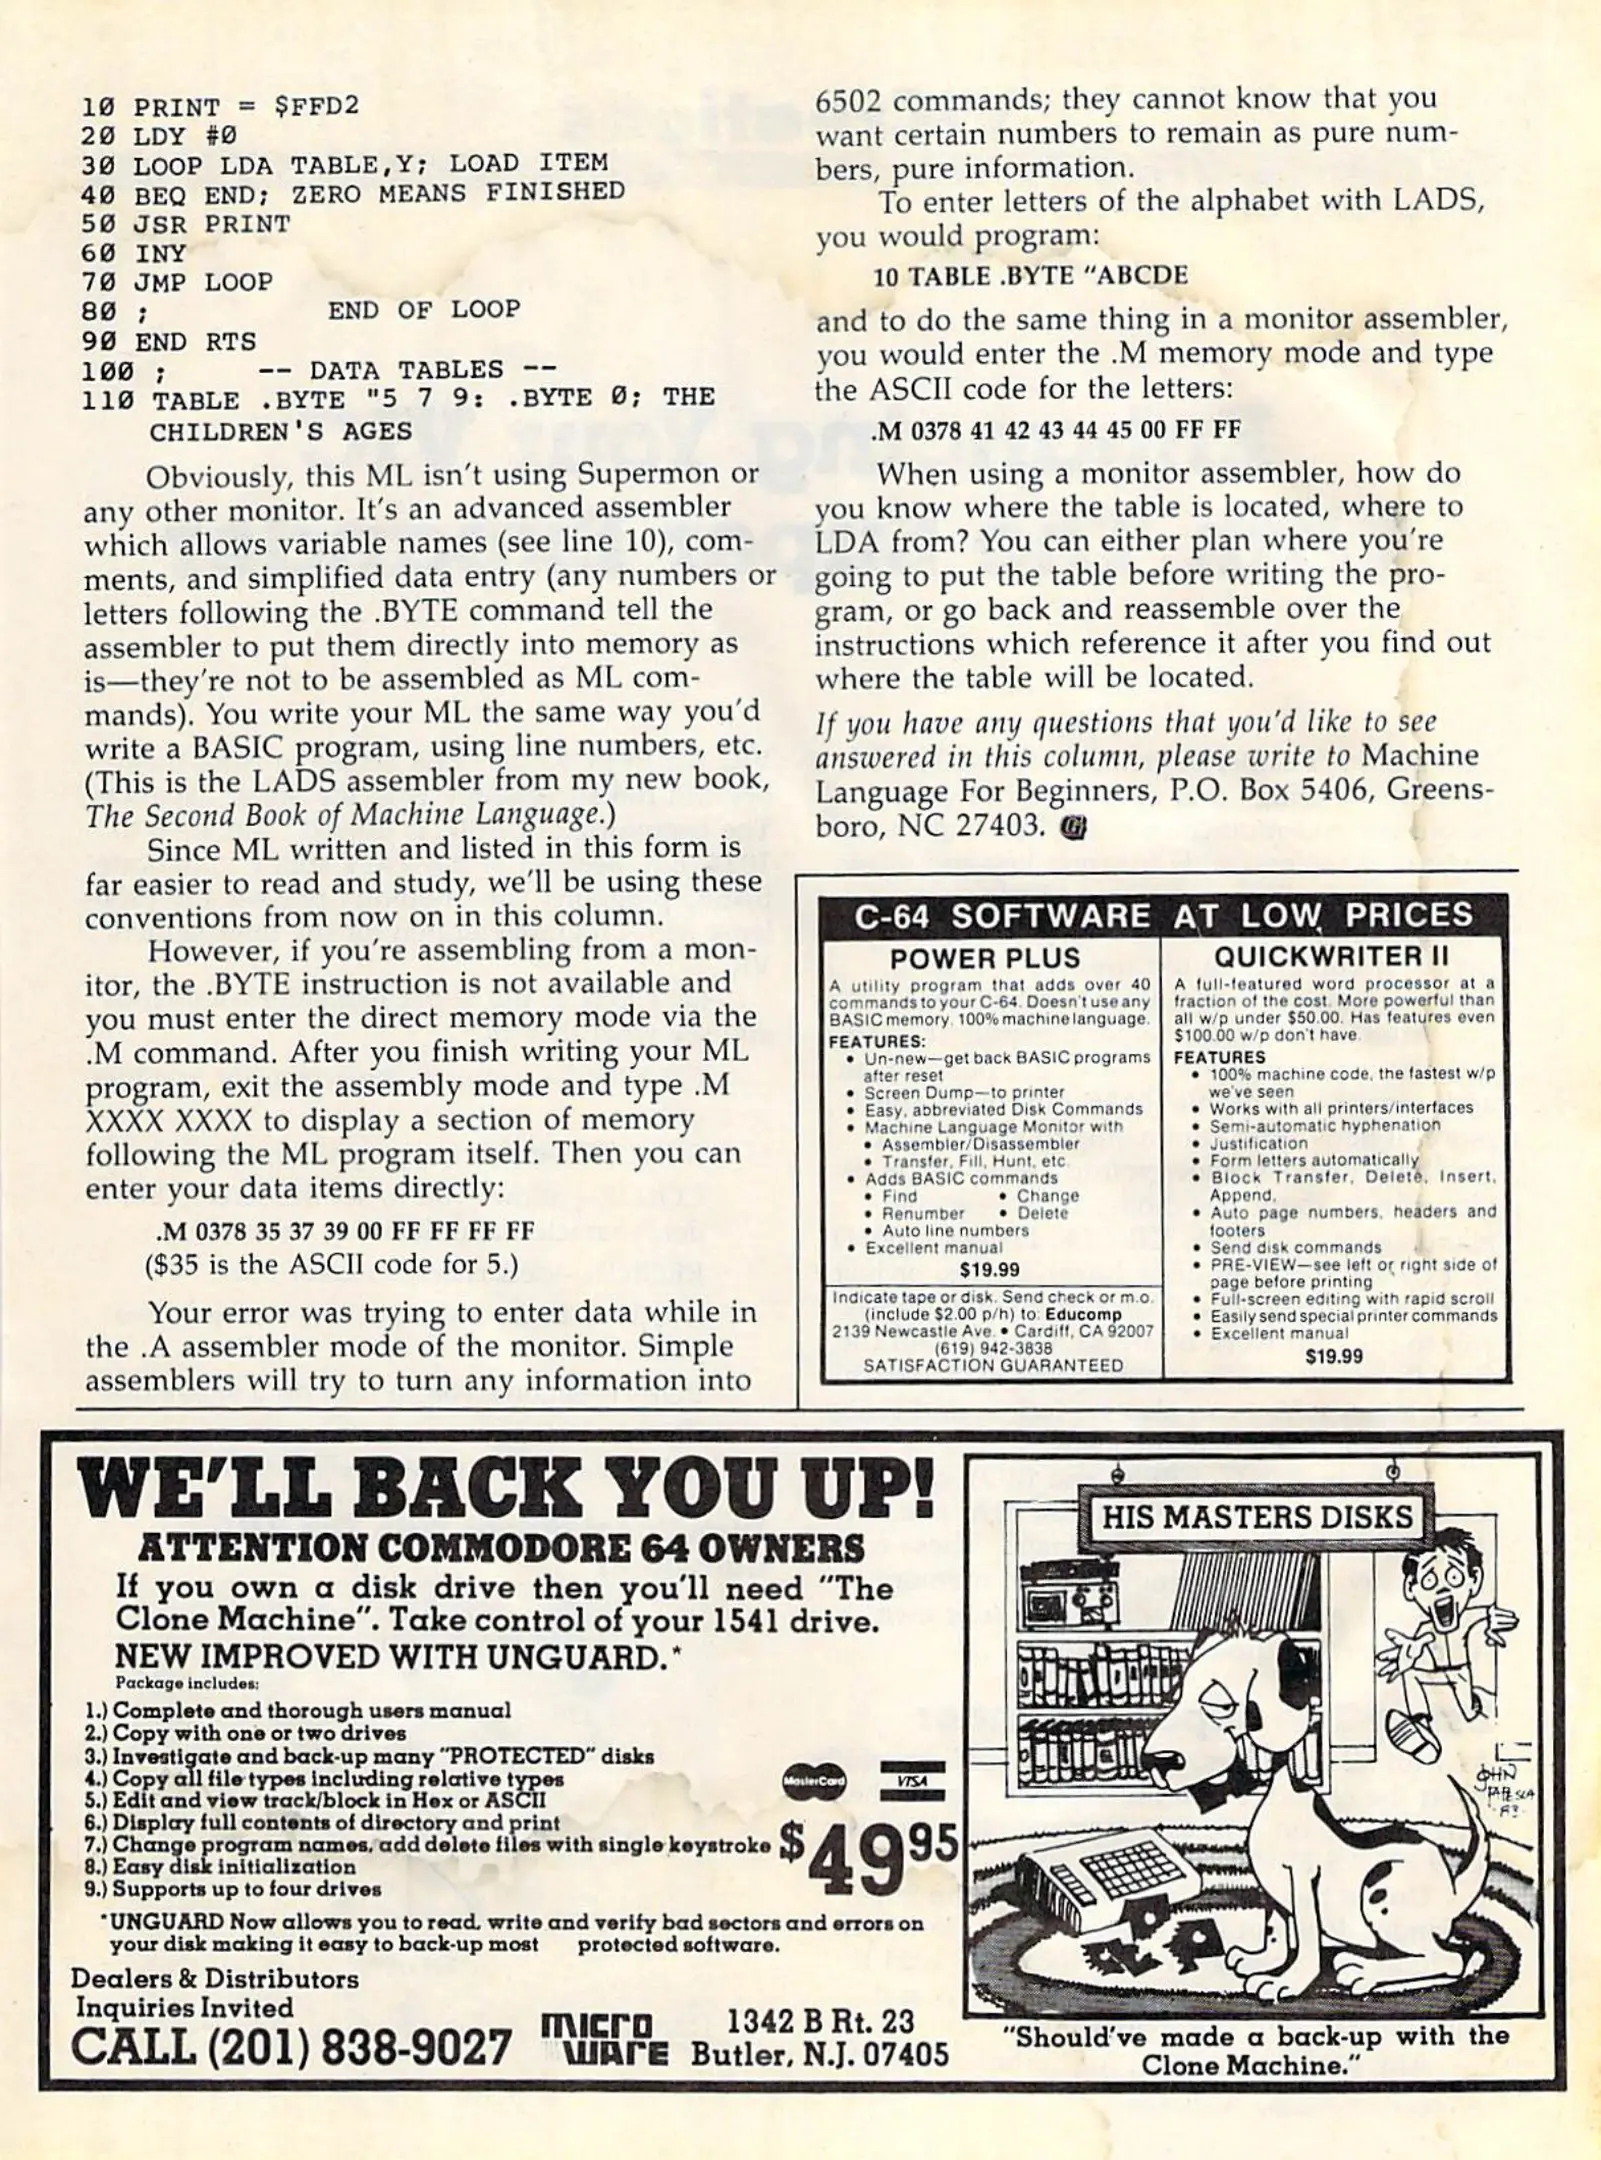 10 PRINT = $FFD2
20 LDY #0
30 LOOP LDA TABLE,Y; LOAD ITEM
40 BEQ END; ZERO MEANS FINISHED
50 JSR PRINT
60 INY
70 JMP LOOP
80 ; END OF LOOP
90 END RTS
100 ; -- DATA TABLES --
110 TABLE .BYTE "5 7 9: .BYTE 0; THE
CHILDREN'S AGES
Obviously, this ML isn't using Supermon or
any other monitor. It's an advanced assembler
which allows variable names (see line 10), com-
ments, and simplified data entry (any numbers or
letters following the .BYTE command tell the
assembler to put them directly into memory as
is—they're not to be assembled as ML com-
mands). You write your ML the same way you'd
write a BASIC program, using line numbers, etc.
(This is the LADS assembler from my new book,
The Second Book of Machine Language.)
Since ML written and listed in this form is
far easier to read and study, we'll be using these
conventions from now on in this column.
However, if you're assembling from a mon-
itor, the .BYTE instruction is not available and
you must enter the direct memory mode via the
.M command. After you finish writing your ML
program, exit the assembly mode and type .M
XXXX XXXX to display a section of memory
following the ML program itself. Then you can
enter your data items directly:
.M 0378 35 37 39 00 FF FF FF FF
($35 is the ASCII code for 5.)
Your error was trying to enter data while in
the .A assembler mode of the monitor. Simple
assemblers will try to turn any information into
6502 commands; they cannot know that you
want certain numbers to remain as pure num-
bers, pure information.
To enter letters of the alphabet with LADS,
you would program:
10 TABLE .BYTE "ABCDE
and to do the same thing in a monitor assembler,
you would enter the .M memory mode and type
the ASCII code for the letters:
.M 0378 41 42 43 44 45 00 FF FF
When using a monitor assembler, how do
you know where the table is located, where to
LDA from? You can either plan where you're
going to put the table before writing the pro-
gram, or go back and reassemble over the
instructions which reference it after you find out
where the table will be located.
If you have any questions that you'd like to see
answered in this column, please write to Machine
Language For Beginners, P.O. Box 5406, Greens-
boro, NC 27403.
C-64 SOFTWARE AT LOW PRICES
POWER PLUS
A utility program that adds over 40
commands to your C-64. Doesn't use any
BASIC memory. 100% machine language.
FEATURES:
• Un-new—get back BASIC programs
after reset
• Screen Dump—to printer
• Easy, abbreviated Disk Commands
• Machine Language Monitor with
• Assembler/Disassembler
• Transfer, Fill, Hunt, etc.
• Adds BASIC commands
• Find • Change
• Renumber • Delete
• Auto line numbers
• Excellent manual
$19.99
Indicate tape or disk. Send check or m.o.
(include $2.00 p/h) to: Educomp
2139 Newcastle Ave. • Cardiff, CA 92007
(619) 942-3838
SATISFACTION GUARANTEED
QUICKWRITER II
A full-featured word processor at a
fraction of the cost. More powerful than
all w/p under $50.00. Has features even
$100.00 w/p don't have.
FEATURES
• 100% machine code, the fastest w/p
we've seen
• Works with all printers/interfaces
• Semi-automatic hyphenation
• Justification
• Form letters automatically
• Block Transfer, Delete, Insert,
Append,
• Auto page numbers, headers and
footers
• Send disk commands
• PRE-VIEW—see left or right side of
page before printing
• Full-screen editing with rapid scroll
• Easily send special printer commands
• Excellent manual
$19.99
WE'LL BACK YOU UP!
ATTENTION COMMODORE 64 OWNERS
If you own a disk drive then you'll need "The
Clone Machine". Take control of your 1541 drive.
NEW IMPROVED WITH UNGUARD.*
Package includes:
1.) Complete and thorough users manual
2.) Copy with one or two drives
3.) Investigate and back-up many "PROTECTED" disks
4.) Copy all file types including relative types
5.) Edit and view track/block in Hex or ASCII
6.) Display full contents of directory and print
7.) Change program names, add delete files with single keystroke
8.) Easy disk initialization
9.) Supports up to four drives
MasterCard
VISA
$49 95
*UNGUARD Now allows you to read, write and verify bad sectors and errors on
your disk making it easy to back-up most protected software.
Dealers & Distributors
Inquiries Invited
CALL (201) 838-9027
MICRO
WARE
1342 B Rt. 23
Butler, N.J. 07405
HIS MASTERS DISKS
JOHN
"Should've made a back-up with the
Clone Machine."